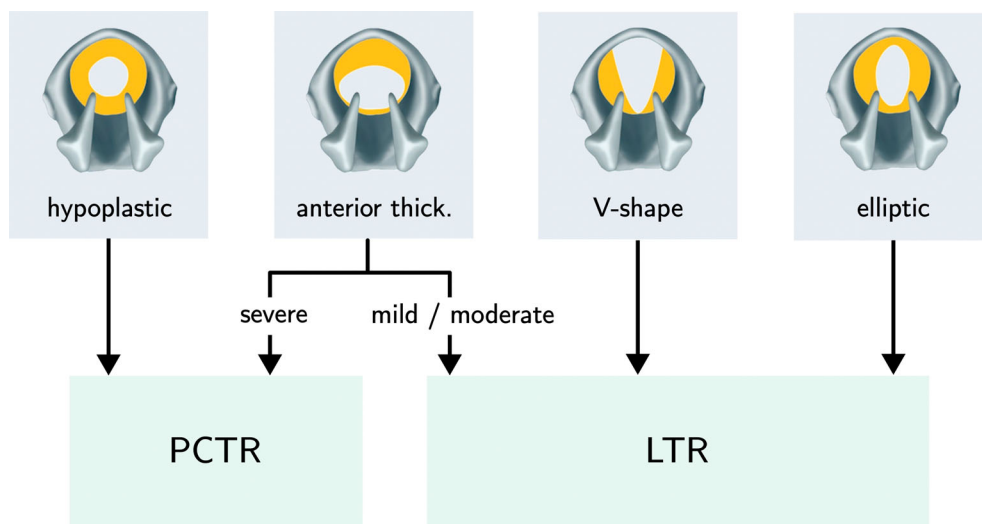 hypoplastic
anterior thick.
V-shape
elliptic
severe
mild / moderate
PCTR
LTR